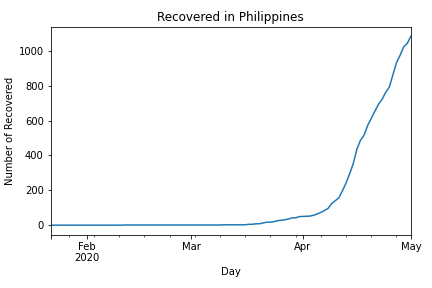 Recovered in Philippines
Number of Recovered
1000
800
600
400
200
0
Feb
2020
Mar
Apr
May
Day